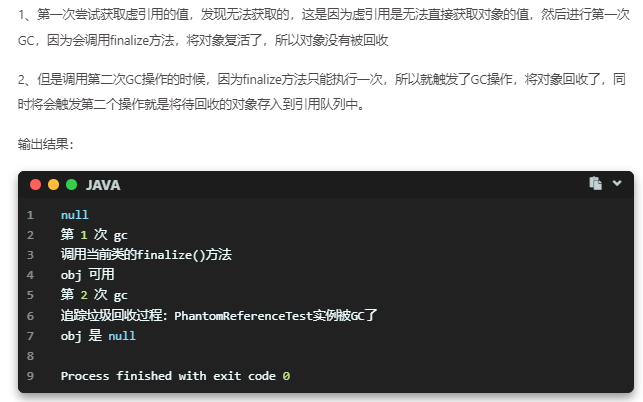 1、第一次尝试获取虚引用的值，发现无法获取的，这是因为虚引用是无法直接获取对象的值，然后进行第一次
GC，因为会调用finalize方法，将对象复活了，所以对象没有被回收
2、但是调用第二次GC操作的时候，因为finalize方法只能执行一次，所以就触发了GC操作，将对象回收了，同
时将会触发第二个操作就是将待回收的对象存入到引用队列中。
输出结果：
JAVA
1 null
2 第 1 次 gc
3 调用当前类的finalize()方法
4 obj 可用
5 第 2 次 gc
6 追踪垃圾回收过程：PhantomReferenceTest实例被GC了
7 obj 是 null
8
9 Process finished with exit code 0